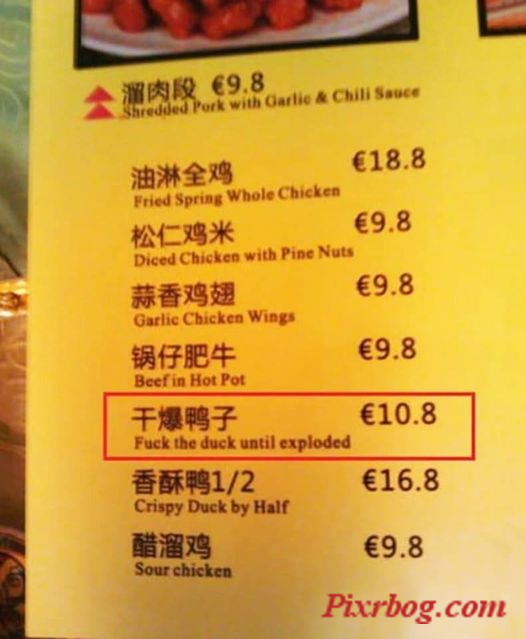 溜肉段 €9.8
Shredded Pork with Garlic & Chili Sauce
油淋全鸡 €18.8
Fried Spring Whole Chicken
松仁鸡米 €9.8
Diced Chicken with Pine Nuts
蒜香鸡翅 €9.8
Garlic Chicken Wings
锅仔肥牛 €9.8
Beef in Hot Pot
干爆鸭子 €10.8
Fuck the duck until exploded
香酥鸭1/2 €16.8
Crispy Duck by Half
醋溜鸡 €9.8
Sour chicken
Pixrbog.com